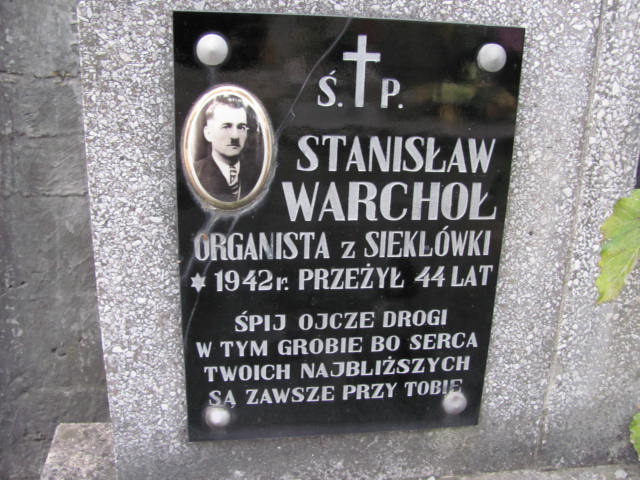 Ś. P.
STANISŁAW
WARCHOŁ
ORGANISTA z SIEKLÓWKI
1942 r. PRZEŻYŁ 44 LAT
ŚPIJ OJCZE DROGI
W TYM GROBIE BO SERCA
TWOICH NAJBLIŻSZYCH
SĄ ZAWSZE PRZY TOBIE